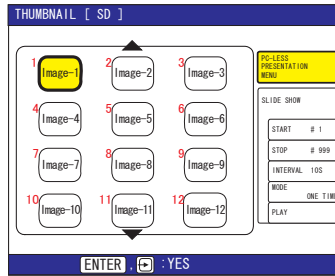 THUMBNAIL [ SD ]
1 Image-1
2 Image-2
3 Image-3
4 Image-4
5 Image-5
6 Image-6
7 Image-7
8 Image-8
9 Image-9
10 Image-10
11 Image-11
12 Image-12
PC-LESS
PRESENTATION
MENU
SLIDE SHOW
START # 1
STOP # 999
INTERVAL 10S
MODE
ONE TIME
PLAY
ENTER , :YES